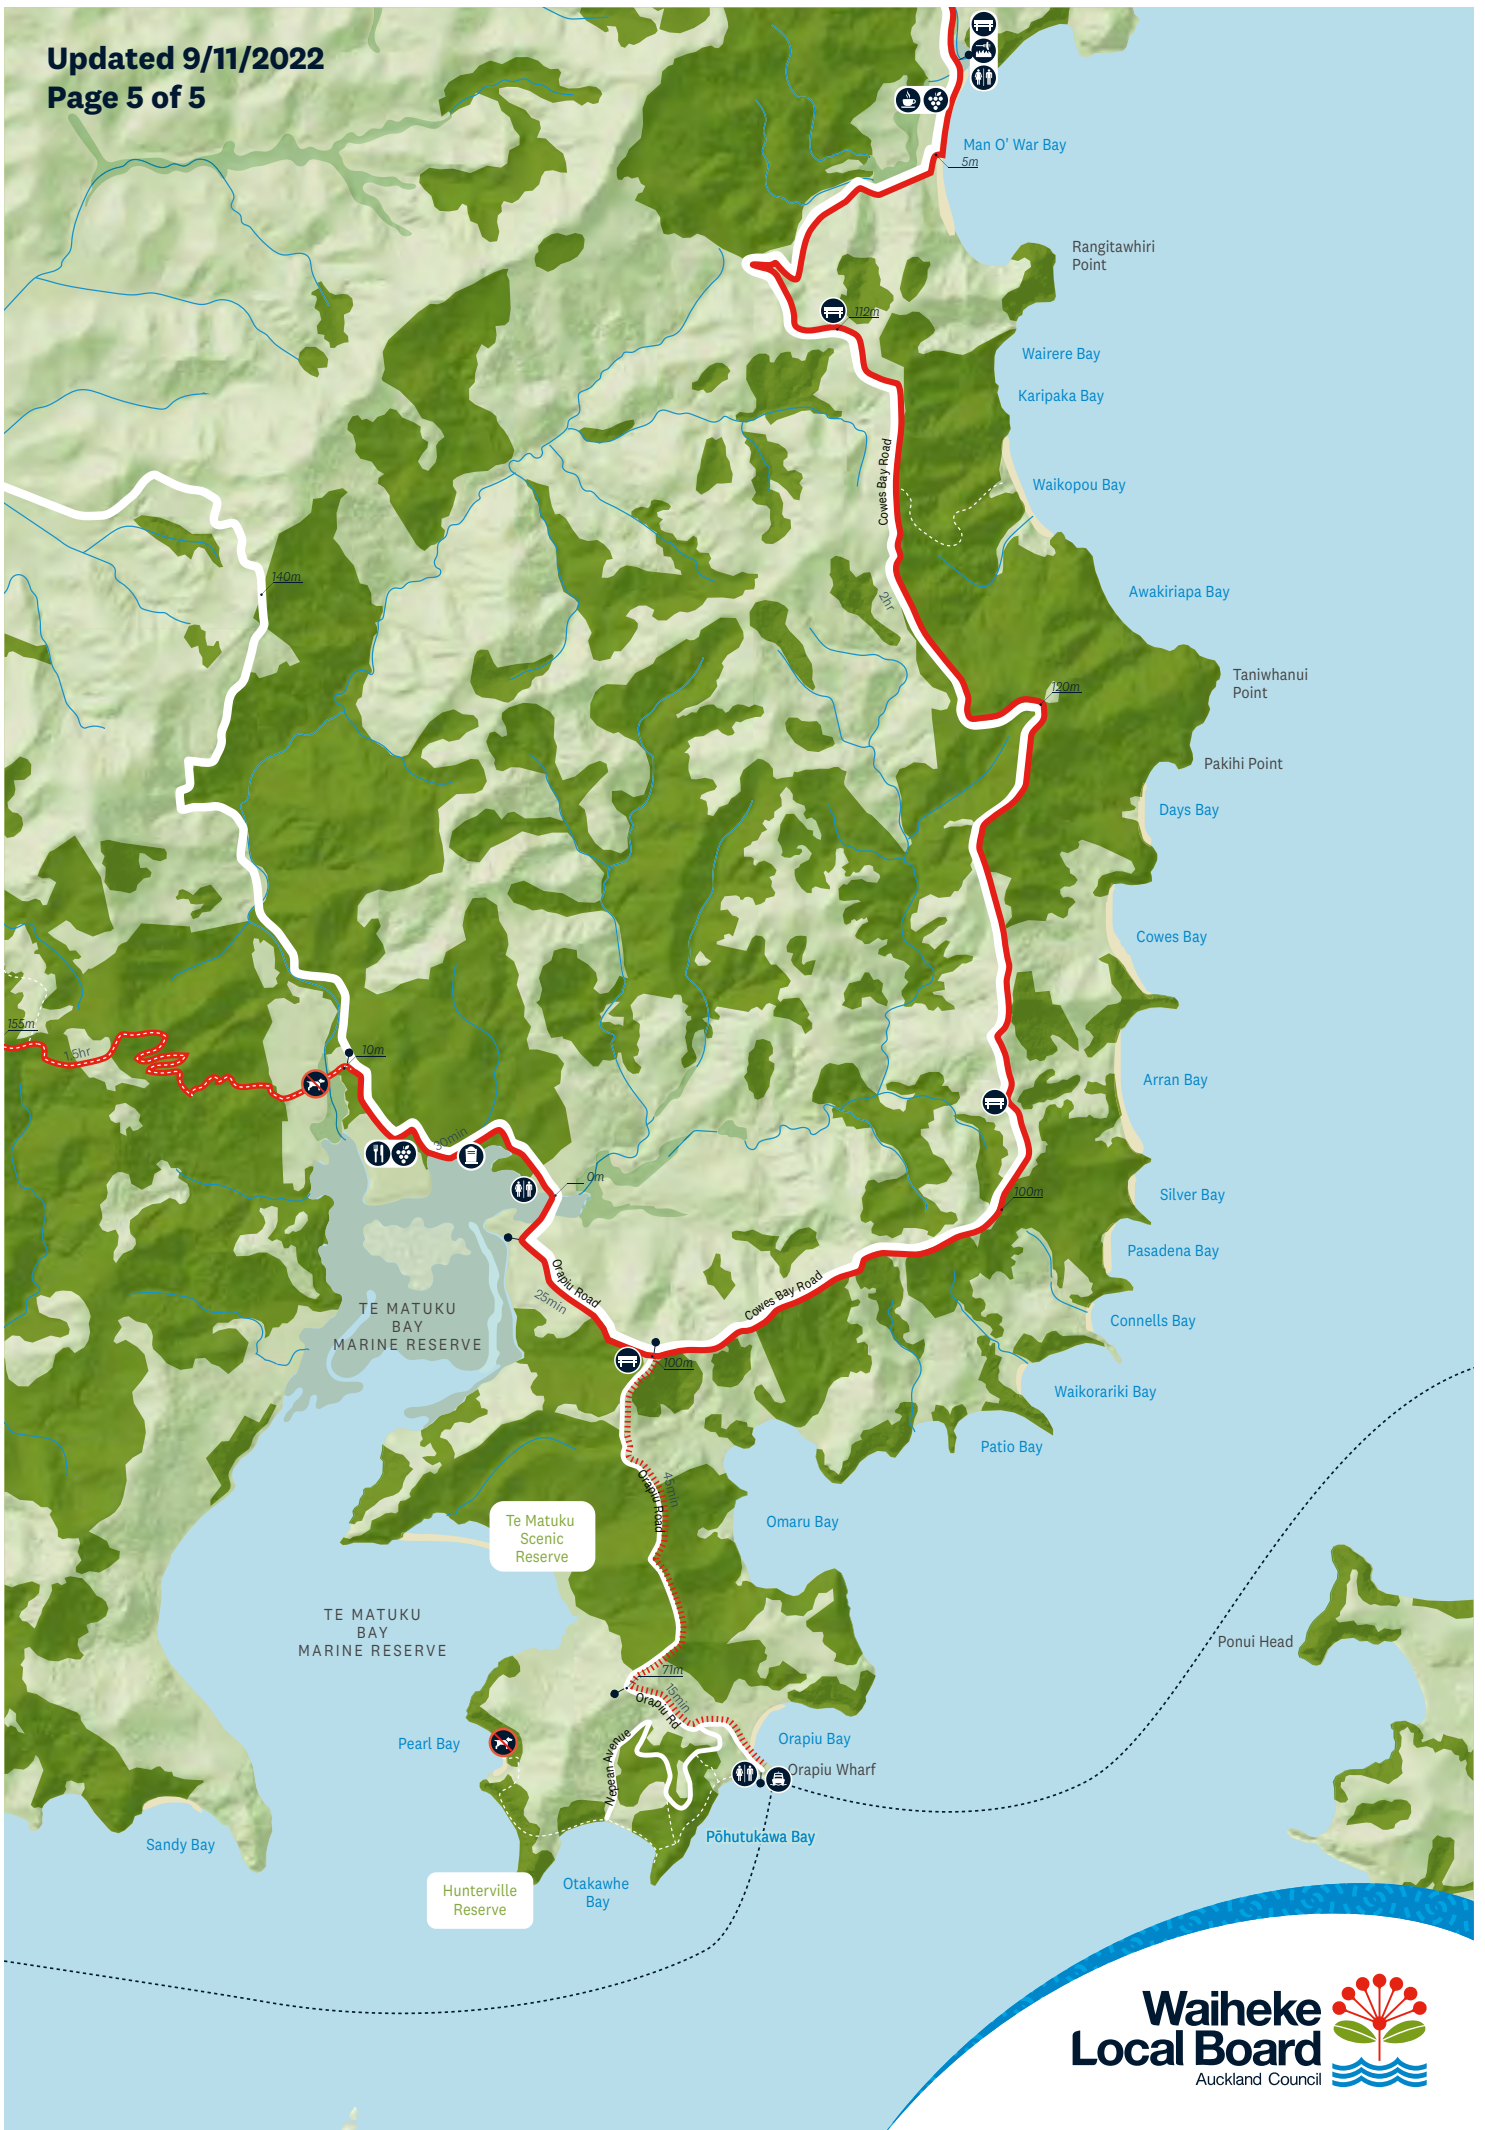 Updated 9/11/2022
Page 5 of 5
Man O' War Bay
5m
Rangitawhiri
Point
112m
Wairere Bay
Karipaka Bay
Cowes Bay Road
Waikopou Bay
140m
2hr
Awakiriapa Bay
Taniwhanui
Point
120m
Pakihi Point
Days Bay
Cowes Bay
155m
1.5hr
10m
Arran Bay
30min
0m
100m
Silver Bay
Pasadena Bay
Orapiu Road
25min
Cowes Bay Road
TE MATUKU
BAY
MARINE RESERVE
Connells Bay
100m
Waikorariki Bay
Patio Bay
Orapiu Road
45min
Te Matuku
Scenic
Reserve
Omaru Bay
TE MATUKU
BAY
MARINE RESERVE
Ponui Head
71m
15min
Orapiu Rd
Nepean Avenue
Pearl Bay
Orapiu Bay
Orapiu Wharf
Sandy Bay
Pōhutukawa Bay
Hunterville
Reserve
Otakawhe
Bay
Waiheke
Local Board
Auckland Council